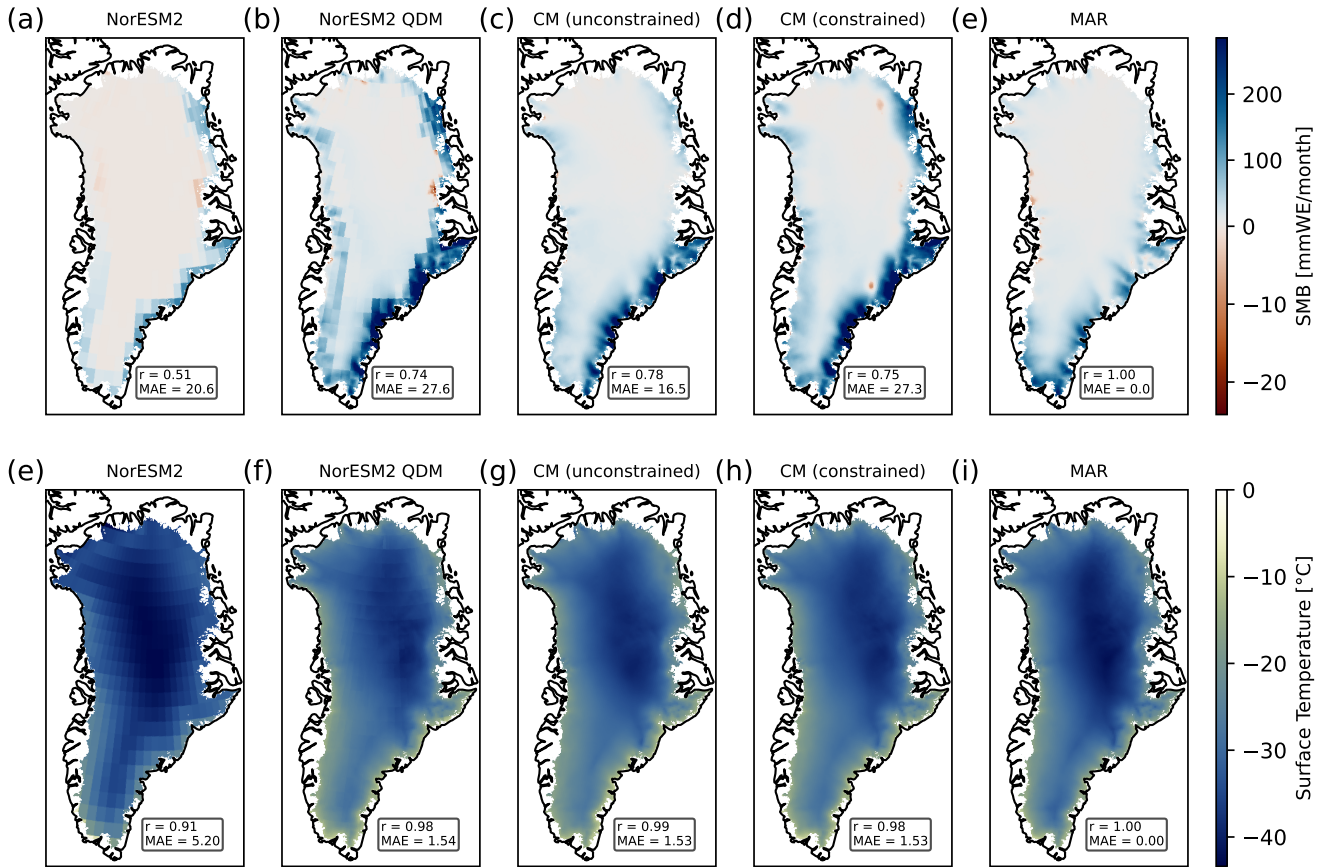 (a) NorESM2
(b) NorESM2 QDM
(c) CM (unconstrained)
(d) CM (constrained)
(e) MAR
r = 0.51
MAE = 20.6
r = 0.74
MAE = 27.6
r = 0.78
MAE = 16.5
r = 0.75
MAE = 27.3
r = 1.00
MAE = 0.0
200
100
0
−10
−20
SMB [mmWE/month]
(e) NorESM2
(f) NorESM2 QDM
(g) CM (unconstrained)
(h) CM (constrained)
(i) MAR
r = 0.91
MAE = 5.20
r = 0.98
MAE = 1.54
r = 0.99
MAE = 1.53
r = 0.98
MAE = 1.53
r = 1.00
MAE = 0.00
0
−10
−20
−30
−40
Surface Temperature [°C]